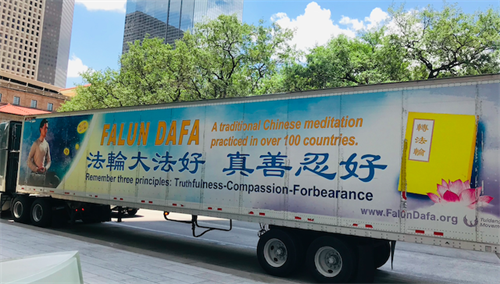 FALUN DAFA
A traditional Chinese meditation
practiced in over 100 countries.
法輪大法好 真善忍好
Remember three principles: Truthfulness-Compassion-Forbearance
轉法輪
www.FalunDafa.org